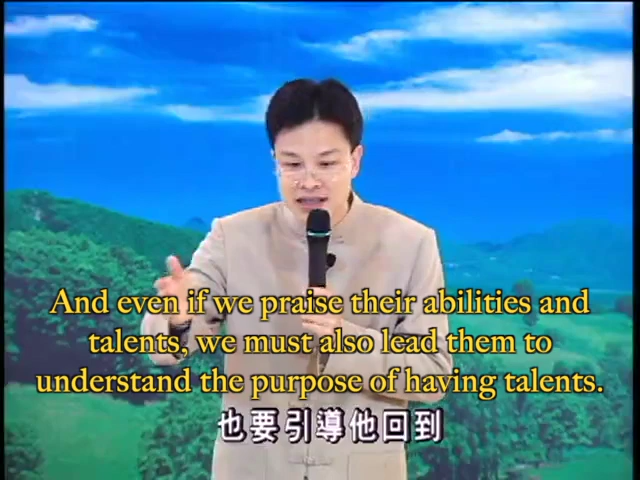 And even if we praise their abilities and
talents, we must also lead them to
understand the purpose of having talents.
也要引導他回到